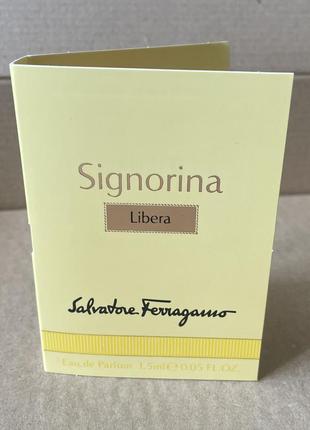 Signorina
Libera
Salvatore Ferragamo
Eau de Parfum 1.5ml ℮ 0.05 FL.OZ.